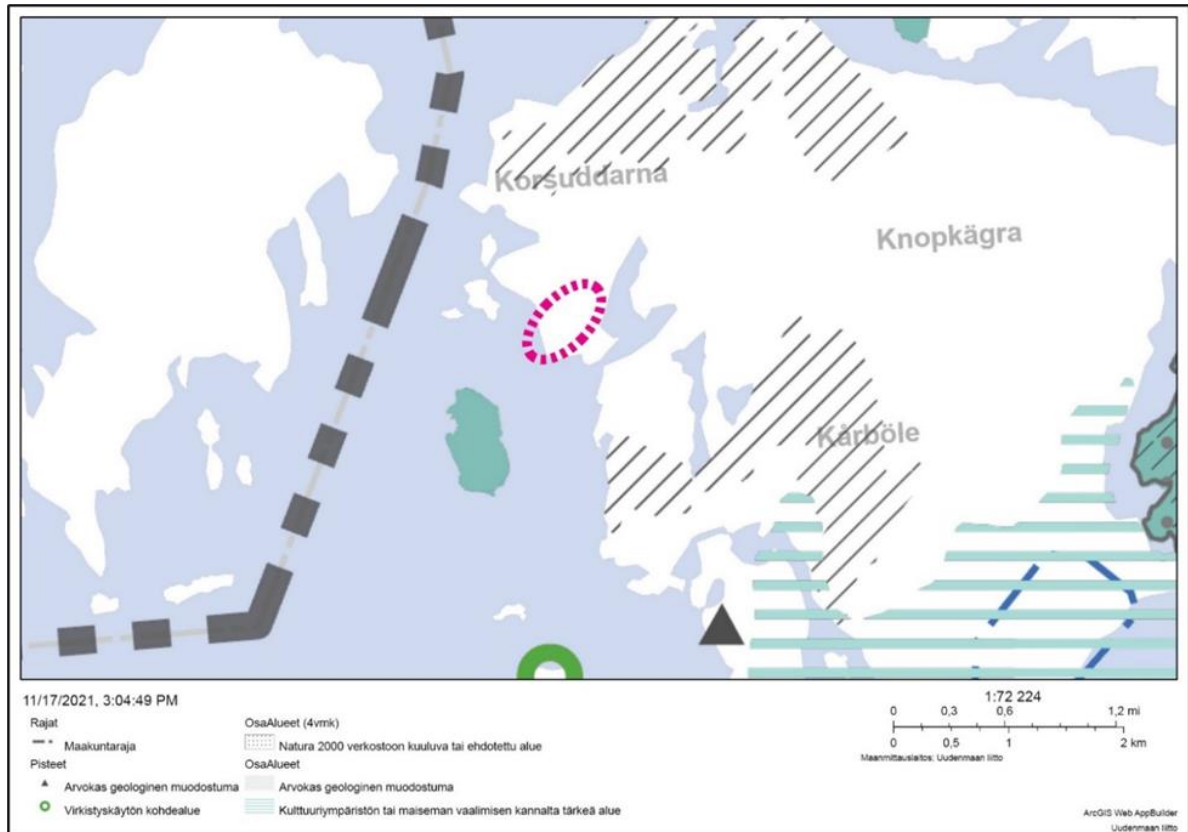 Korsuddarna
Knopkägra
Kårböle
11/17/2021, 3:04:49 PM
Rajat
Maakuntaraja
Pisteet
Arvokas geologinen muodostuma
Virkistyskäytön kohdealue
OsaAlueet (4vmk)
Natura 2000 verkostoon kuuluva tai ehdotettu alue
OsaAlueet
Arvokas geologinen muodostuma
Kulttuuriympäristön tai maiseman vaalimisen kannalta tärkeä alue
1:72 224
0 0,3 0,6 1,2 mi
0 0,5 1 2 km
Maanmittauslaitos; Uudenmaan liitto
ArcGIS Web AppBuilder
Uudenmaan liitto